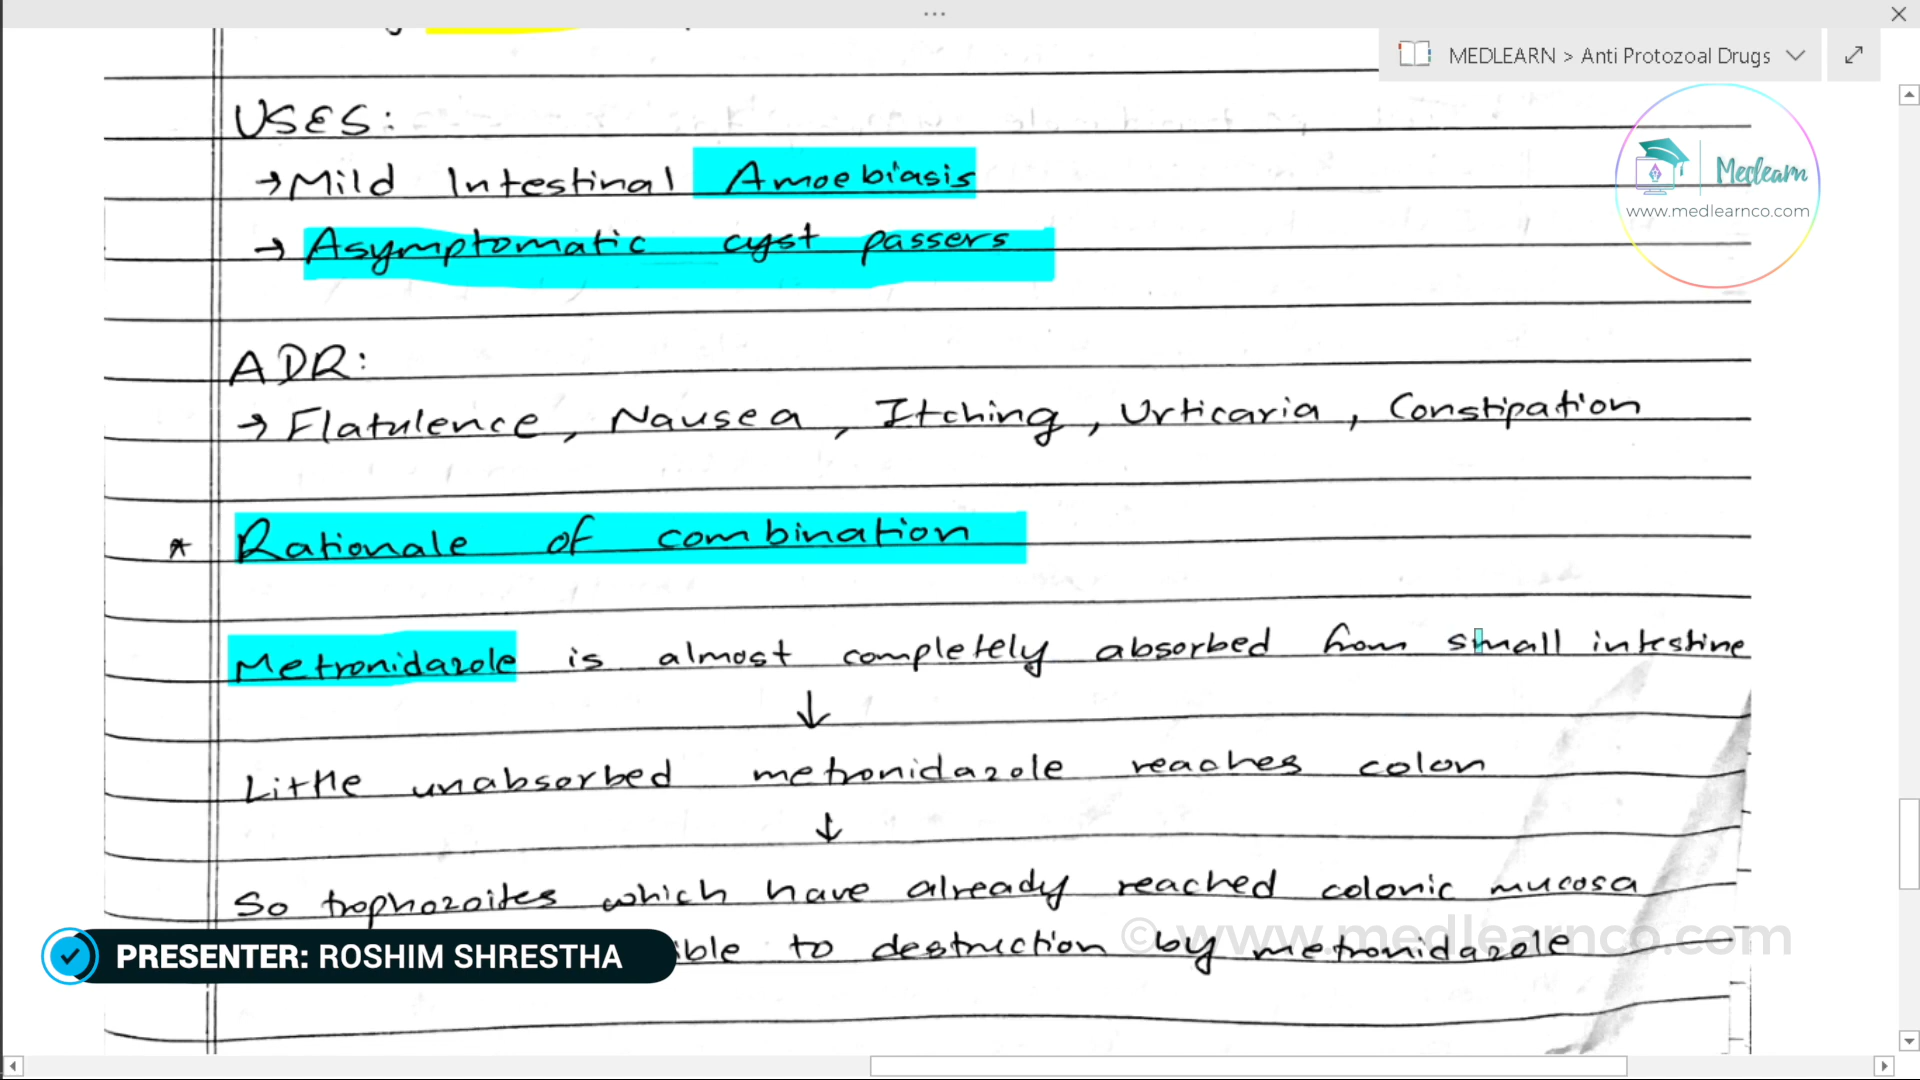 MEDLEARN > Anti Protozoal Drugs
USES:
→ Mild Intestinal Amoebiasis
→ Asymptomatic cyst passers
Medlearn
www.medlearnco.com
ADR:
→ Flatulence, Nausea, Itching, Urticaria, Constipation
* Rationale of combination
Metronidazole is almost completely absorbed from small intestine
↓
Little unabsorbed metronidazole reaches colon
↓
So trophozoites which have already reached colonic mucosa
ible to destruction by metronidazole
© www.medlearnco.com
PRESENTER: ROSHIM SHRESTHA